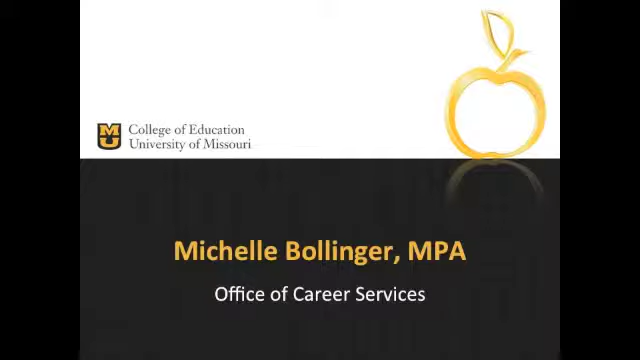 MU
College of Education
University of Missouri
Michelle Bollinger, MPA
Office of Career Services